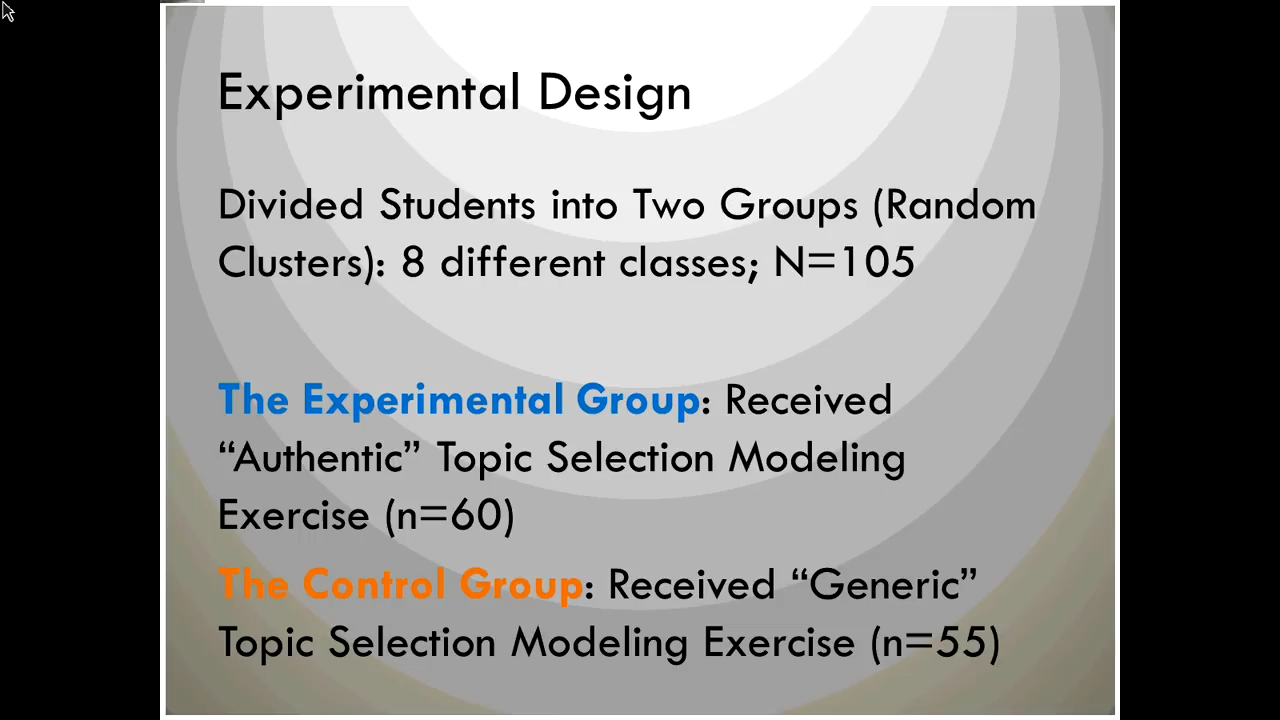 Experimental Design
Divided Students into Two Groups (Random
Clusters): 8 different classes; N=105
The Experimental Group: Received
“Authentic” Topic Selection Modeling
Exercise (n=60)
The Control Group: Received “Generic”
Topic Selection Modeling Exercise (n=55)